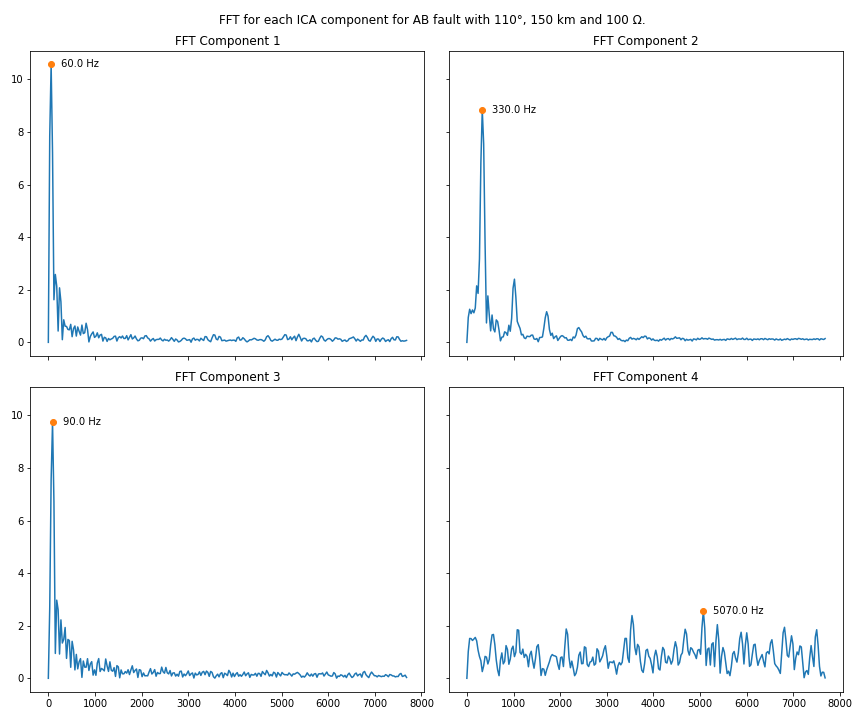 FFT for each ICA component for AB fault with 110°, 150 km and 100 Ω.
FFT Component 1
FFT Component 2
10
8
6
4
2
0
60.0 Hz
330.0 Hz
FFT Component 3
FFT Component 4
10
8
6
4
2
0
90.0 Hz
5070.0 Hz
0 1000 2000 3000 4000 5000 6000 7000 8000
0 1000 2000 3000 4000 5000 6000 7000 8000